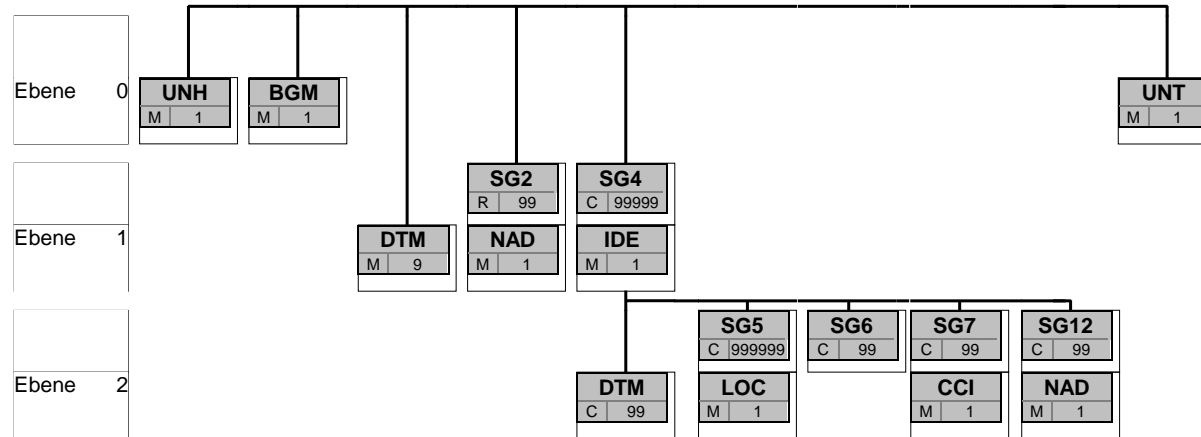 Ebene 0
UNH
M 1
BGM
M 1
UNT
M 1
SG2
R 99
SG4
C 99999
Ebene 1
DTM
M 9
NAD
M 1
IDE
M 1
SG5
C 999999
SG6
C 99
SG7
C 99
SG12
C 99
Ebene 2
DTM
C 99
LOC
M 1
CCI
M 1
NAD
M 1